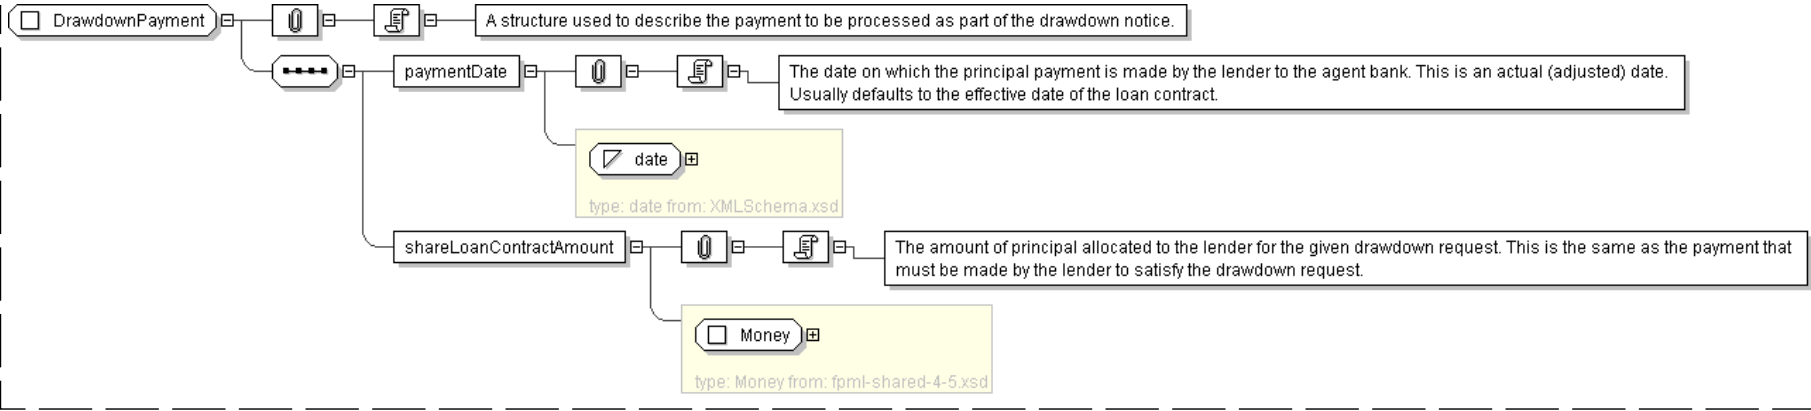 DrawdownPayment
A structure used to describe the payment to be processed as part of the drawdown notice.
paymentDate
The date on which the principal payment is made by the lender to the agent bank. This is an actual (adjusted) date.
Usually defaults to the effective date of the loan contract.
date
type: date from: XMLSchema.xsd
shareLoanContractAmount
The amount of principal allocated to the lender for the given drawdown request. This is the same as the payment that
must be made by the lender to satisfy the drawdown request.
Money
type: Money from: fpml-shared-4-5.xsd